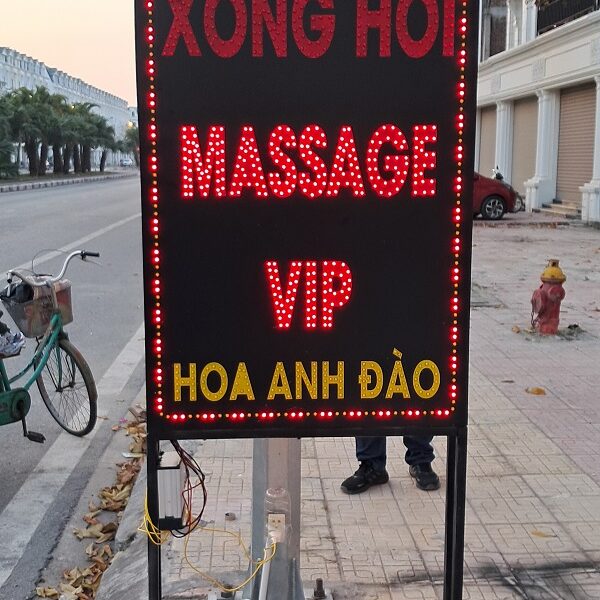 XÔNG HƠI
MASSAGE
VIP
HOA ANH ĐÀO